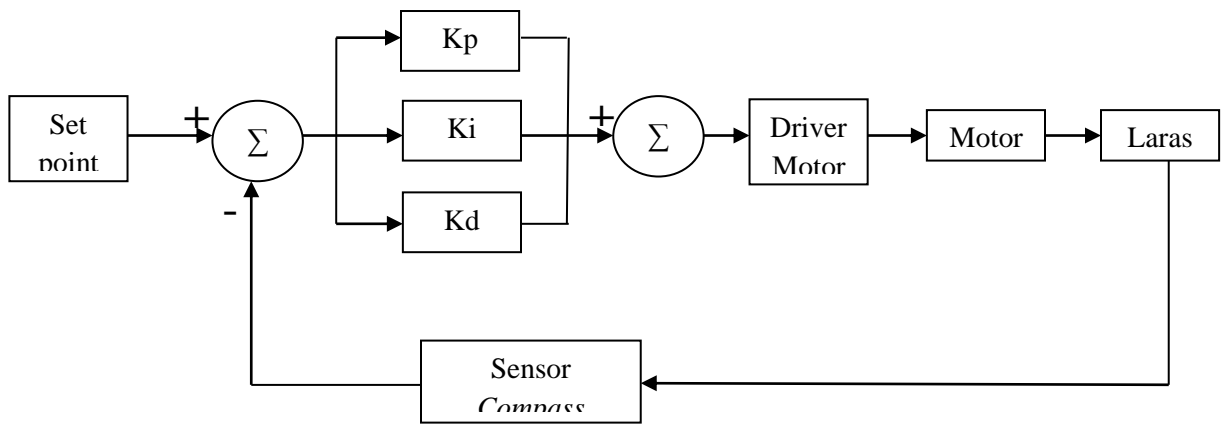 Kp
Set
point
+
∑
Ki
+
∑
Driver
Motor
Motor
Laras
-
Kd
Sensor
Compass